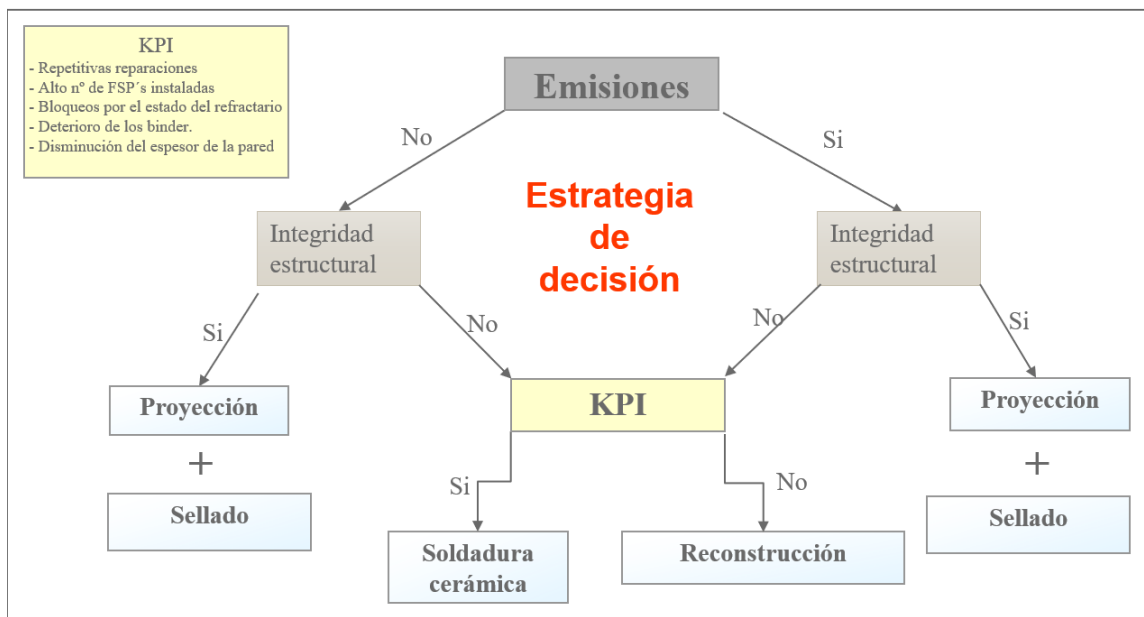 KPI
- Repetitivas reparaciones
- Alto nº de FSP´s instaladas
- Bloqueos por el estado del refractario
- Deterioro de los binder.
- Disminución del espesor de la pared
Emisiones
No
Si
Estrategia
de
decisión
Integridad
estructural
Integridad
estructural
Si
No
No
Si
Proyección
+
Sellado
KPI
Proyección
+
Sellado
Si
No
Soldadura
cerámica
Reconstrucción